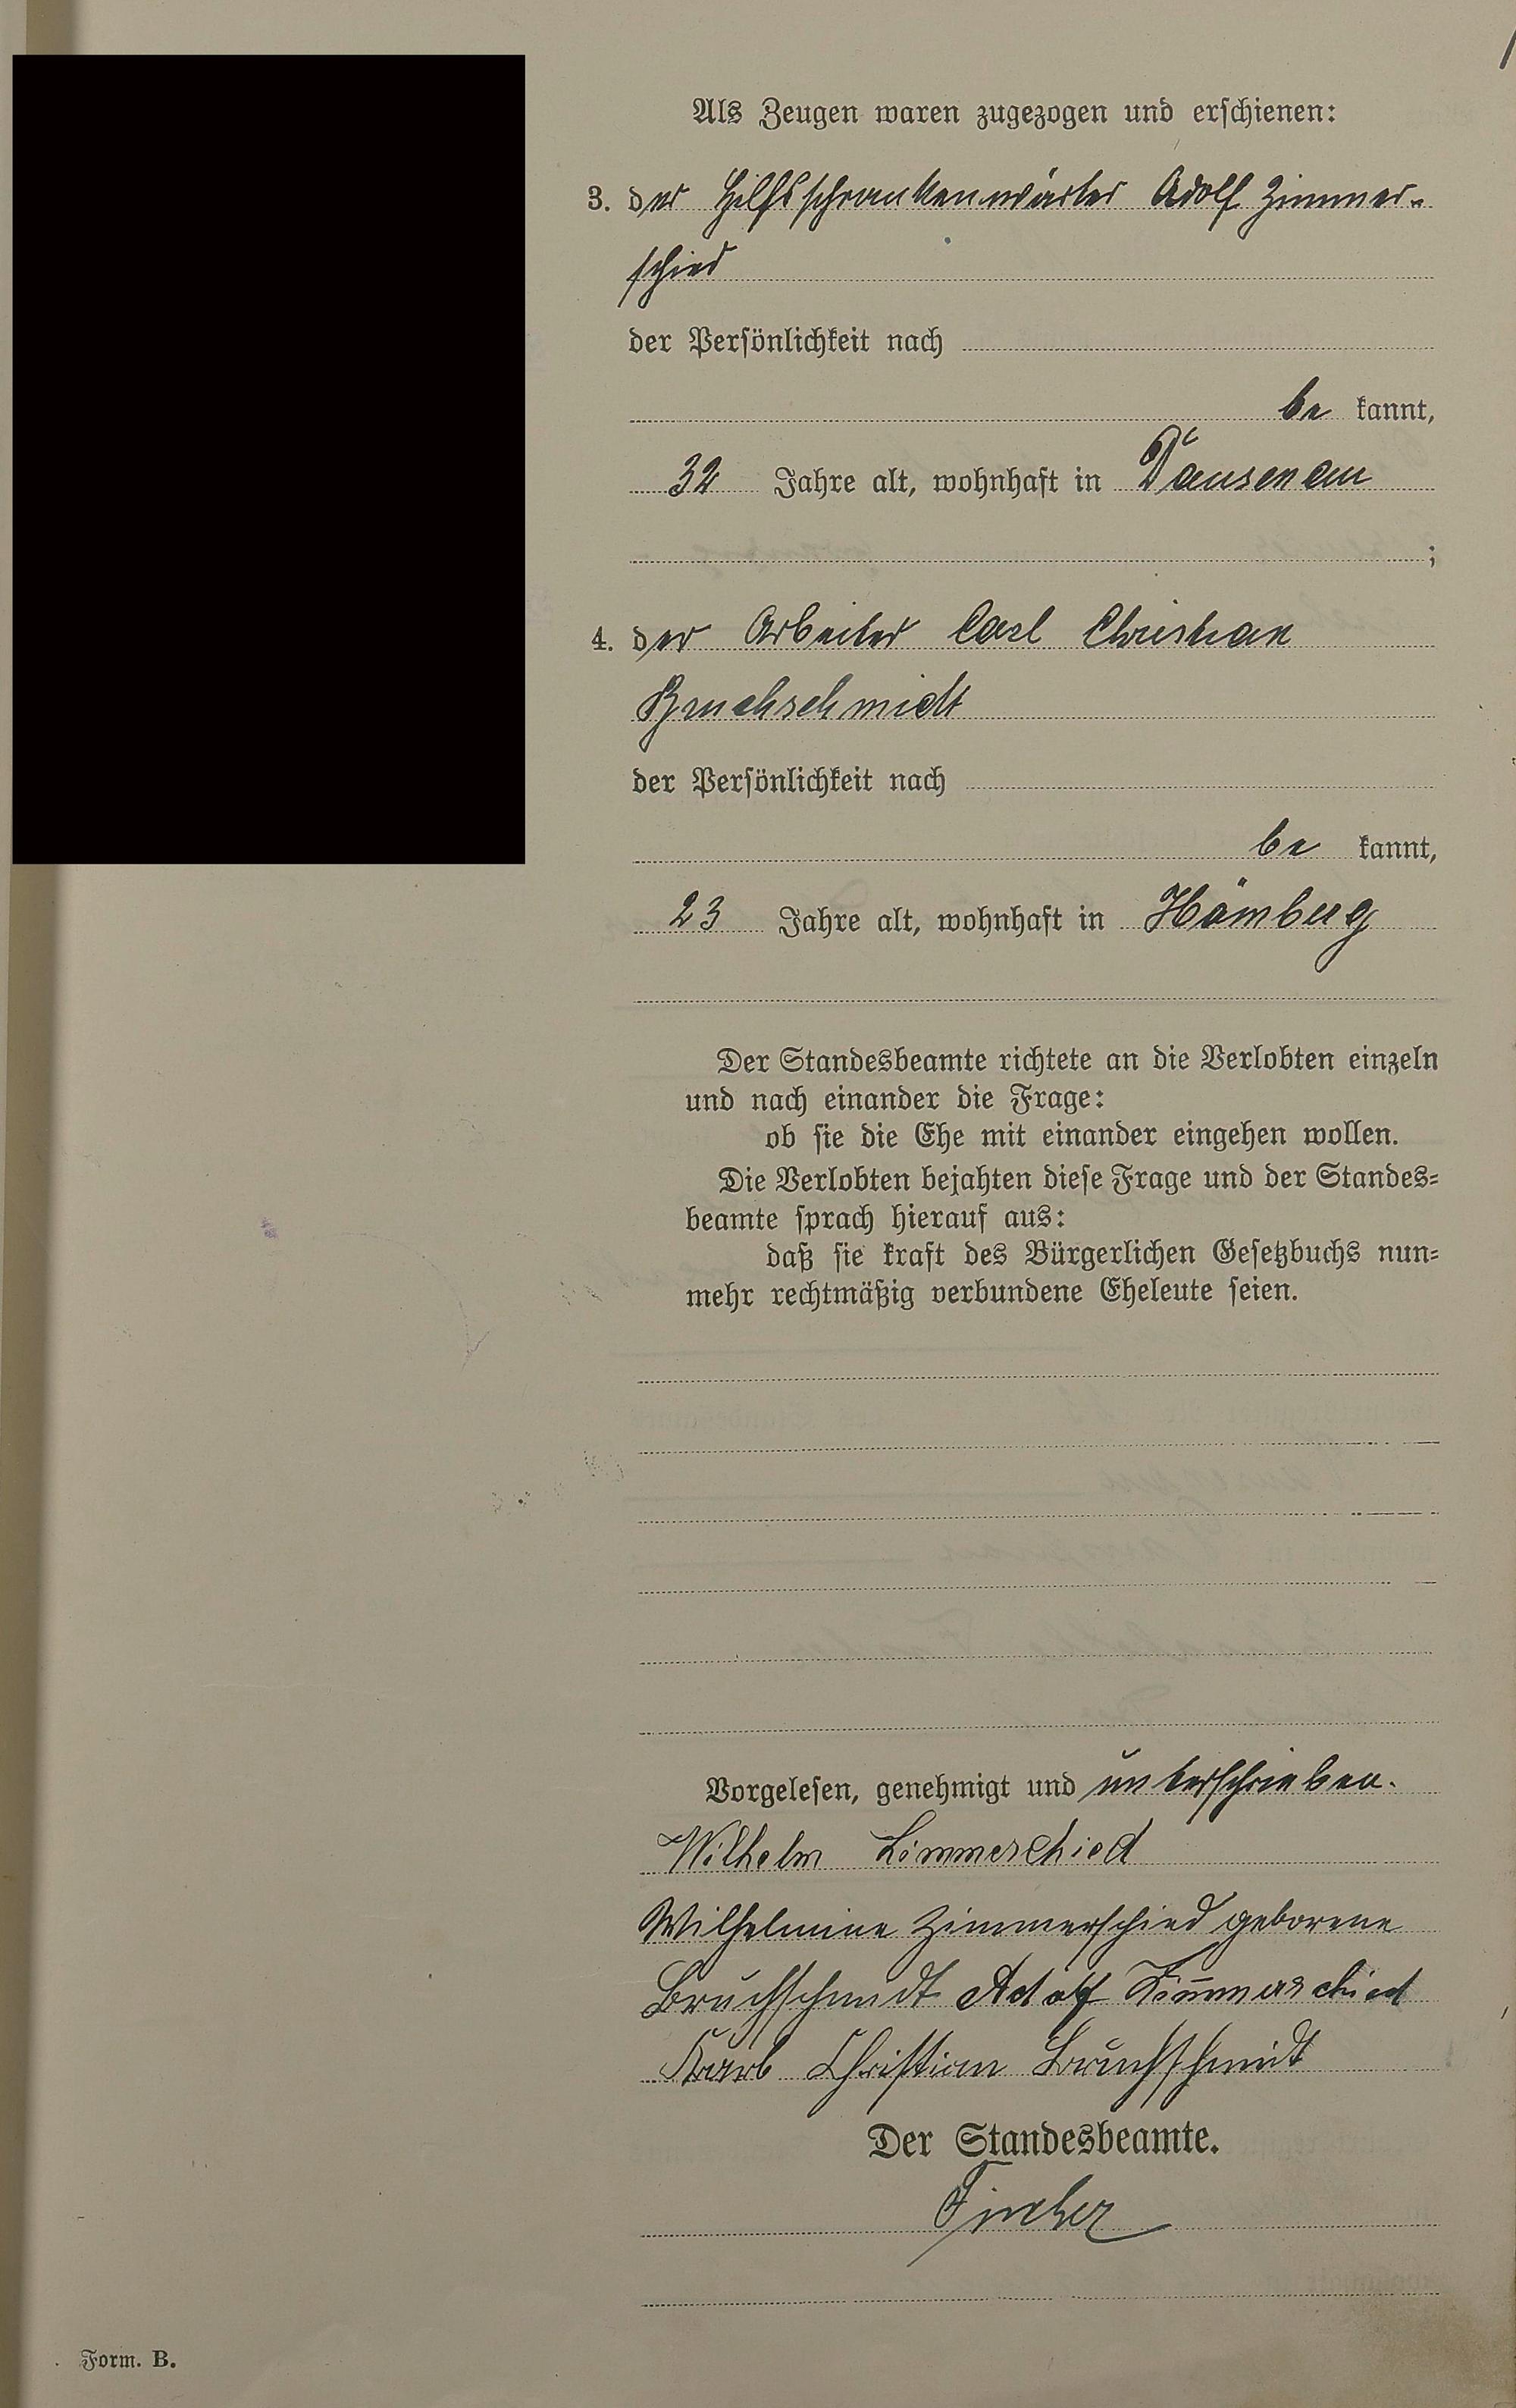 Als Zeugen waren zugezogen und erschienen:
3. der Hilfsschrankenwärter Adolf Zimmer-
schied
der Persönlichkeit nach
be kannt,
32 Jahre alt, wohnhaft in Dausenau
;
4. der Arbeiter Carl Christian
Bruchschmidt
der Persönlichkeit nach
be kannt,
23 Jahre alt, wohnhaft in Hömberg
Der Standesbeamte richtete an die Verlobten einzeln
und nach einander die Frage:
ob sie die Ehe mit einander eingehen wollen.
Die Verlobten bejahten diese Frage und der Standes=
beamte sprach hierauf aus:
daß sie kraft des Bürgerlichen Gesetzbuchs nun=
mehr rechtmäßig verbundene Eheleute seien.
Vorgelesen, genehmigt und unterschrieben.
Wilhelm Zimmerschied
Wilhelmine Zimmerschied geborene
Bruchschmidt Adolf Zimmerschied
Karl Christian Bruchschmidt
Der Standesbeamte.
Form. B.